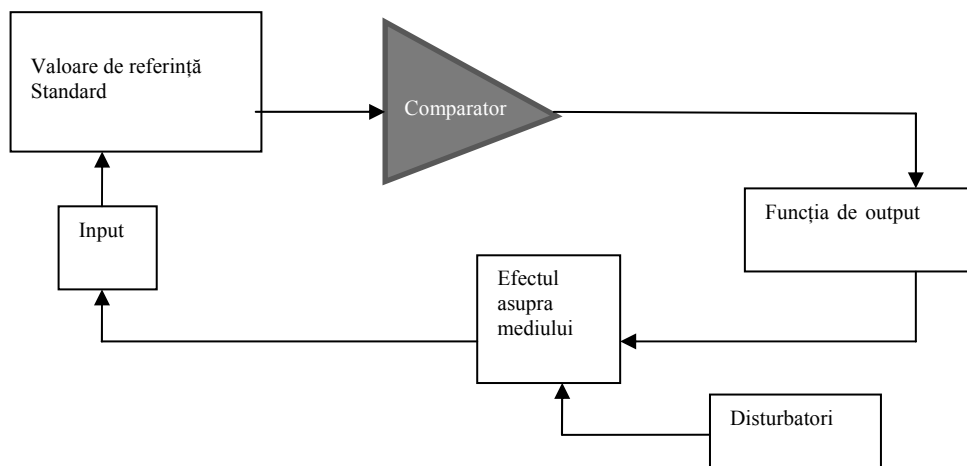 Valoare de referință
Standard
Comparator
Funcția de output
Input
Efectul
asupra
mediului
Disturbatori